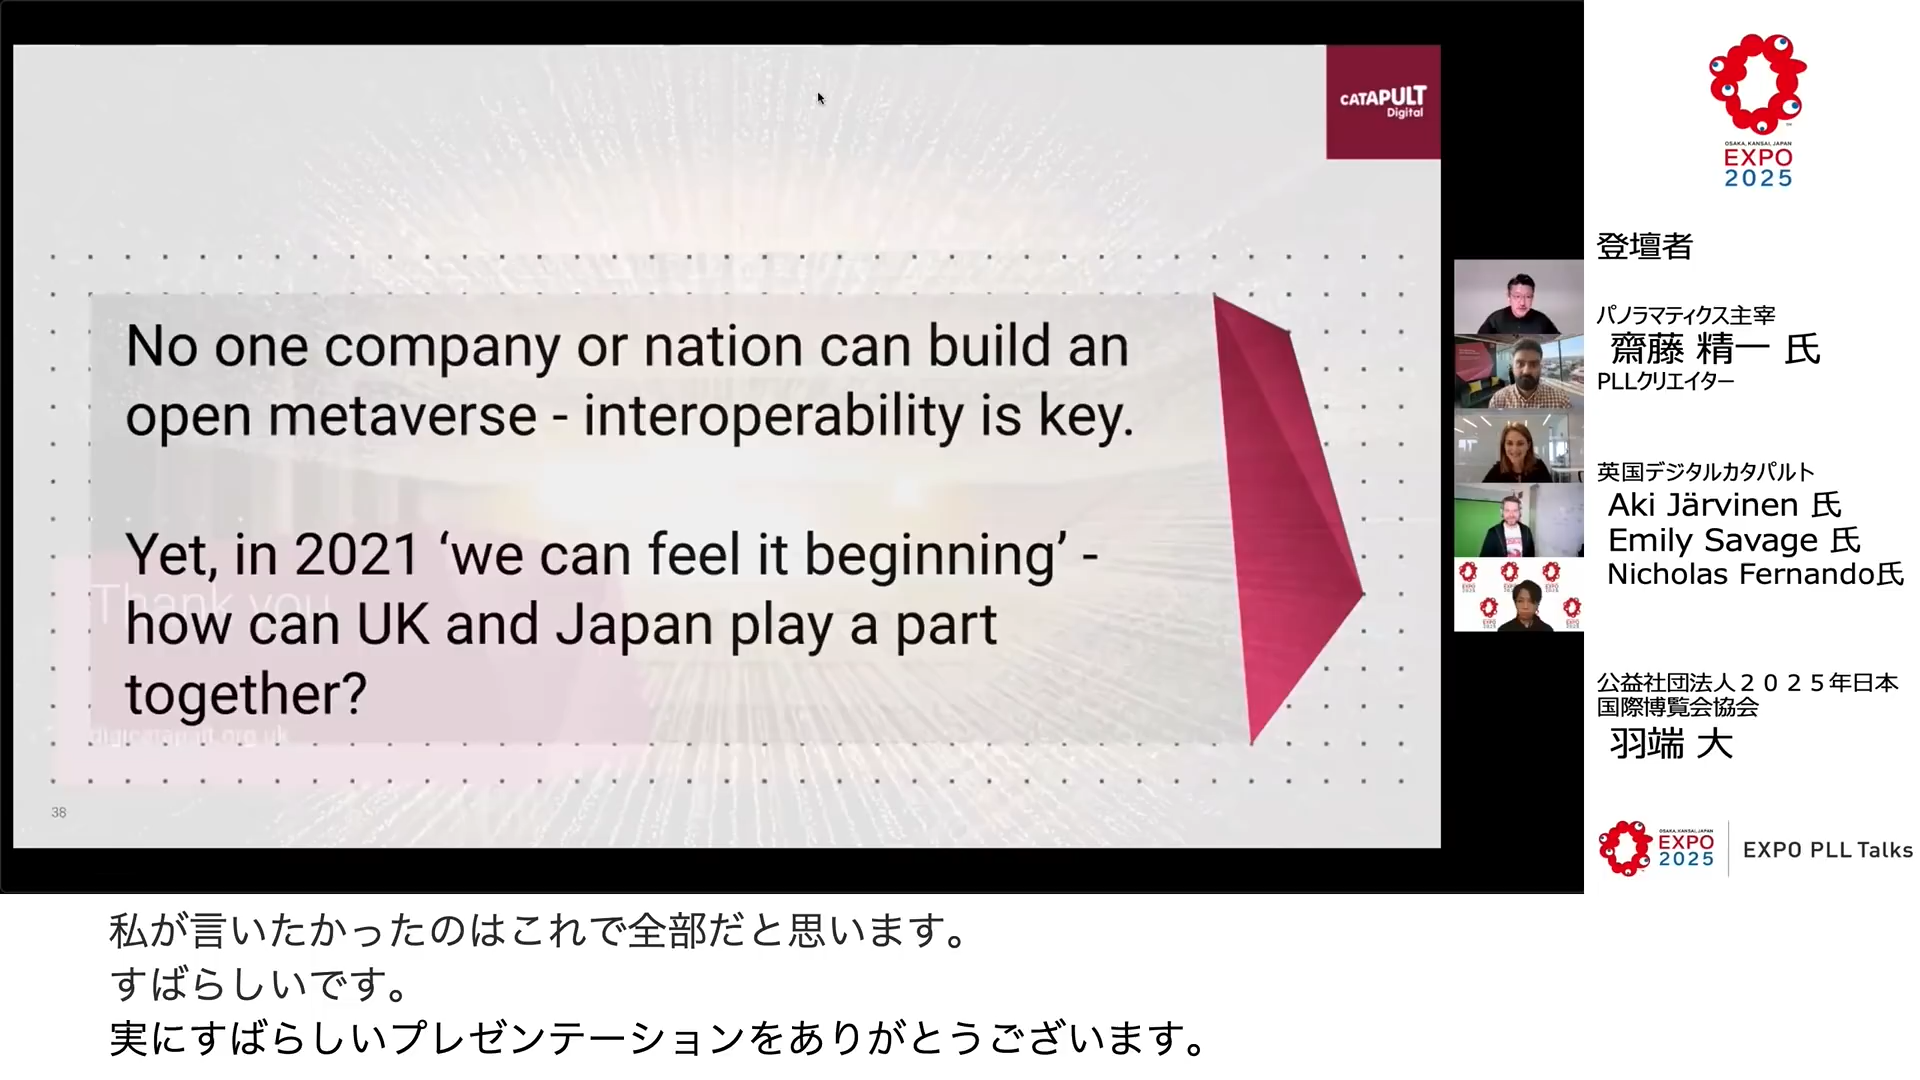 CATAPULT
Digital
No one company or nation can build an
open metaverse - interoperability is key.
Yet, in 2021 ‘we can feel it beginning’ -
how can UK and Japan play a part
together?
Thank you
digicatapult.org.uk
38
OSAKA, KANSAI, JAPAN
EXPO
2025
登壇者
パノラマティクス主宰
齋藤 精一 氏
PLLクリエイター
英国デジタルカタパルト
Aki Järvinen 氏
Emily Savage 氏
Nicholas Fernando氏
公益社団法人２０２５年日本
国際博覧会協会
羽端 大
OSAKA, KANSAI, JAPAN
EXPO
2025
EXPO PLL Talks
私が言いたかったのはこれで全部だと思います。
すばらしいです。
実にすばらしいプレゼンテーションをありがとうございます。